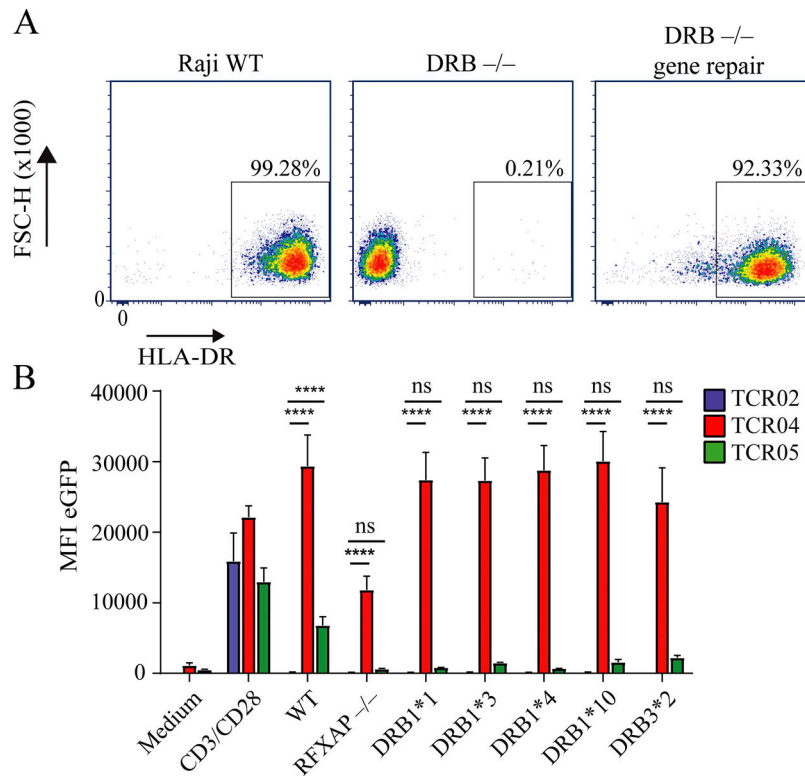 A
Raji WT
DRB –/–
DRB –/–
gene repair
FSC-H (x1000)
99.28%
0.21%
92.33%
0
0
HLA-DR
B
MFI eGFP
40000
30000
20000
10000
0
****
****
ns
****
ns
****
ns
****
ns
****
ns
****
ns
****
TCR02
TCR04
TCR05
Medium
CD3/CD28
WT
RFXAP –/–
DRB1*1
DRB1*3
DRB1*4
DRB1*10
DRB3*2